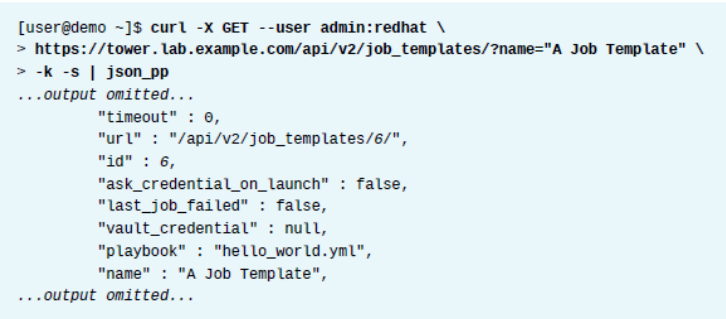 [user@demo ~]$ curl -X GET --user admin:redhat \
> https://tower.lab.example.com/api/v2/job_templates/?name="A Job Template" \
> -k -s | json_pp
...output omitted...
"timeout" : 0,
"url" : "/api/v2/job_templates/6/",
"id" : 6,
"ask_credential_on_launch" : false,
"last_job_failed" : false,
"vault_credential" : null,
"playbook" : "hello_world.yml",
"name" : "A Job Template",
...output omitted...